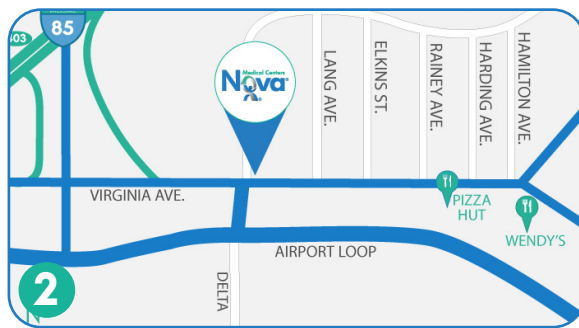 85
403
Medical Centers
Nova
LANG AVE.
ELKINS ST.
RAINEY AVE.
HARDING AVE.
HAMILTON AVE.
VIRGINIA AVE.
PIZZA
HUT
WENDY'S
AIRPORT LOOP
DELTA
2